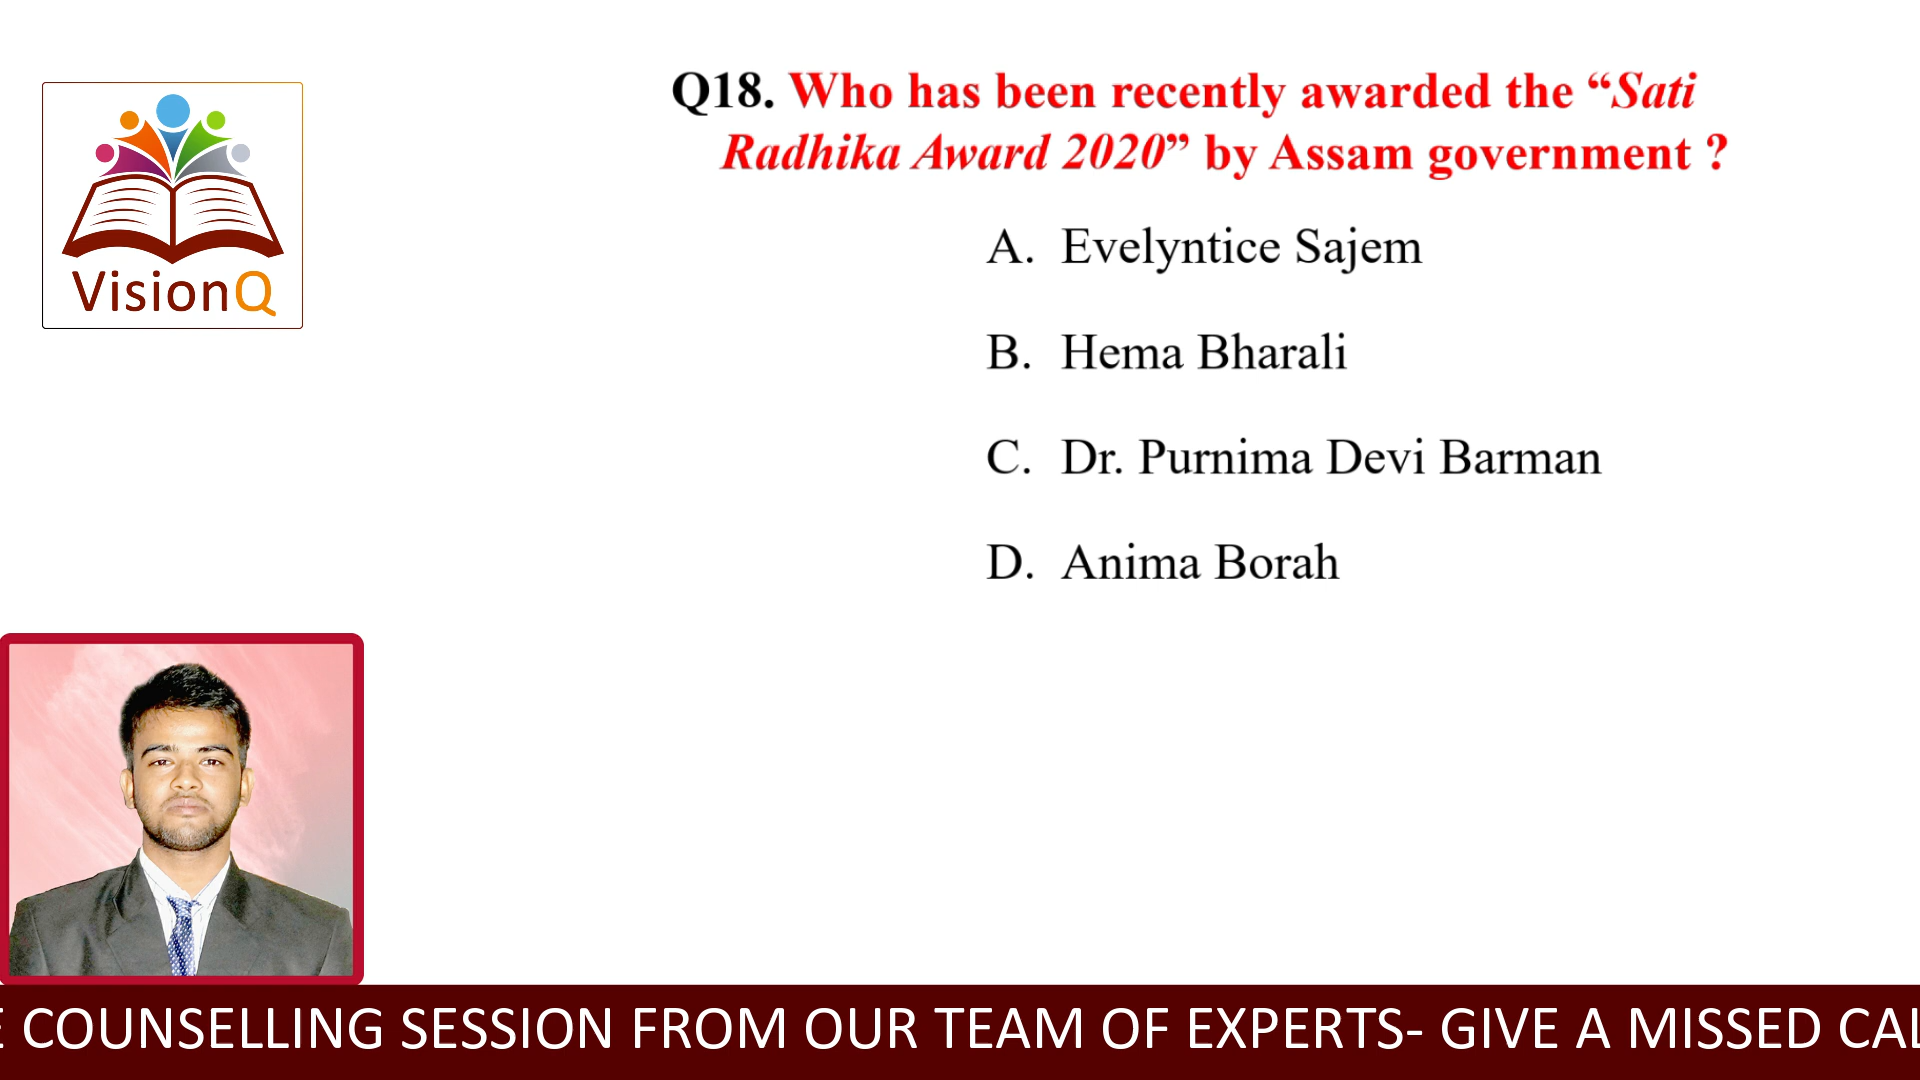 VisionQ
Q18. Who has been recently awarded the “Sati
Radhika Award 2020” by Assam government ?
A. Evelyntice Sajem
B. Hema Bharali
C. Dr. Purnima Devi Barman
D. Anima Borah
COUNSELLING SESSION FROM OUR TEAM OF EXPERTS- GIVE A MISSED